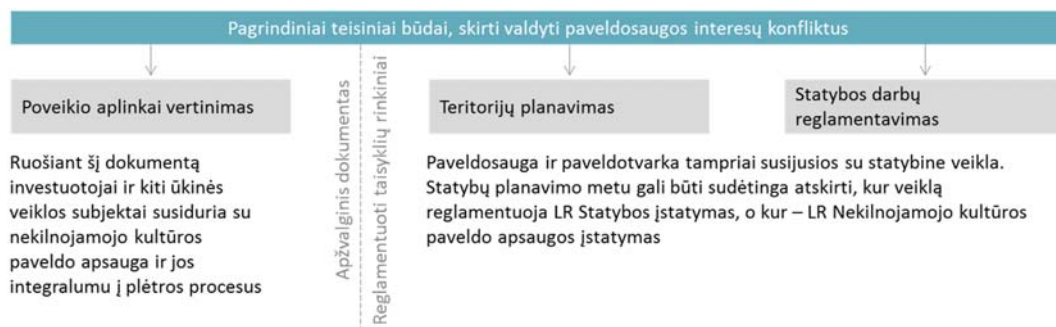 Pagrindiniai teisiniai būdai, skirti valdyti paveldosaugos interesų konfliktus
Poveikio aplinkai vertinimas
Ruošiant šį dokumentą
investuotojai ir kiti ūkinės
veiklos subjektai susiduria su
nekilnojamojo kultūros
paveldo apsauga ir jos
integralumu į plėtros procesus
Apžvalginis dokumentas
Reglamentuoti taisyklių rinkiniai
Teritorijų planavimas
Statybos darbų
reglamentavimas
Paveldosauga ir paveldotvarka tampriai susijusios su statybine veikla.
Statybų planavimo metu gali būti sudėtinga atskirti, kur veiklą
reglamentuoja LR Statybos įstatymas, o kur – LR Nekilnojamojo kultūros
paveldo apsaugos įstatymas